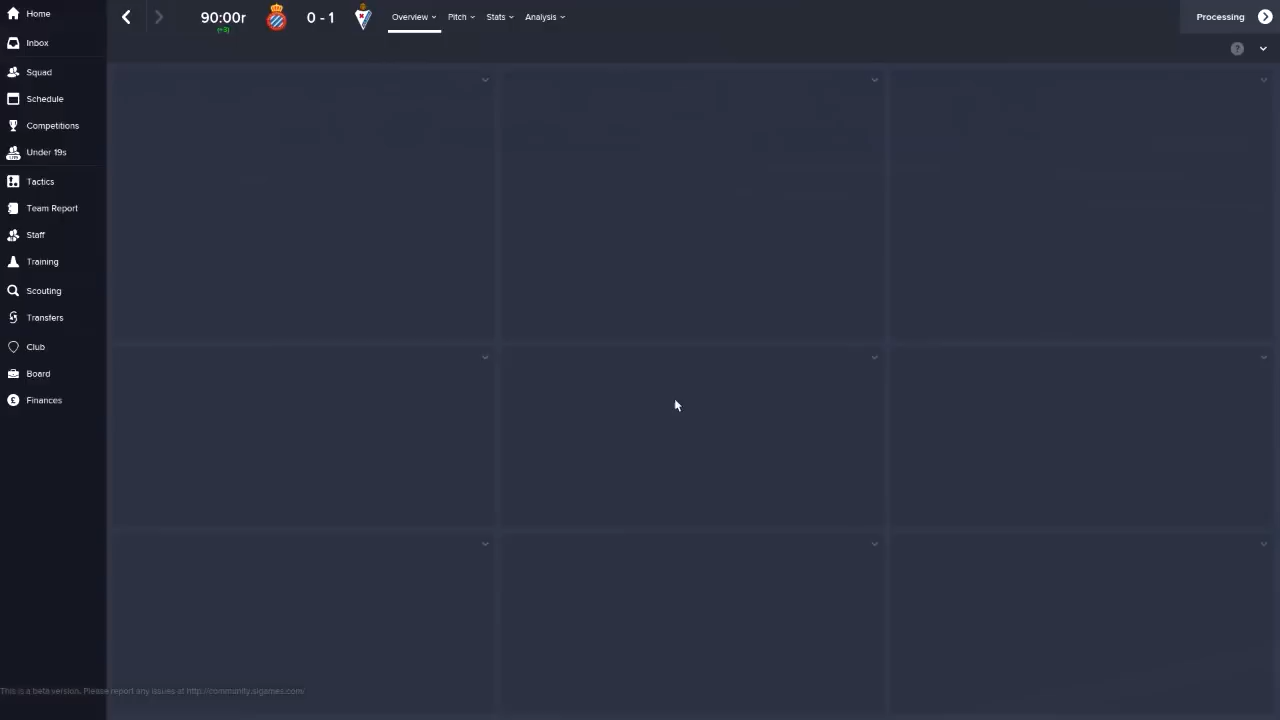 Home
Inbox
Squad
Schedule
Competitions
Under 19s
Tactics
Team Report
Staff
Training
Scouting
Transfers
Club
Board
Finances
90:00r
(+3)
0 - 1
Overview
Pitch
Stats
Analysis
Processing
?
This is a beta version. Please report any issues at http://community.sigames.com/